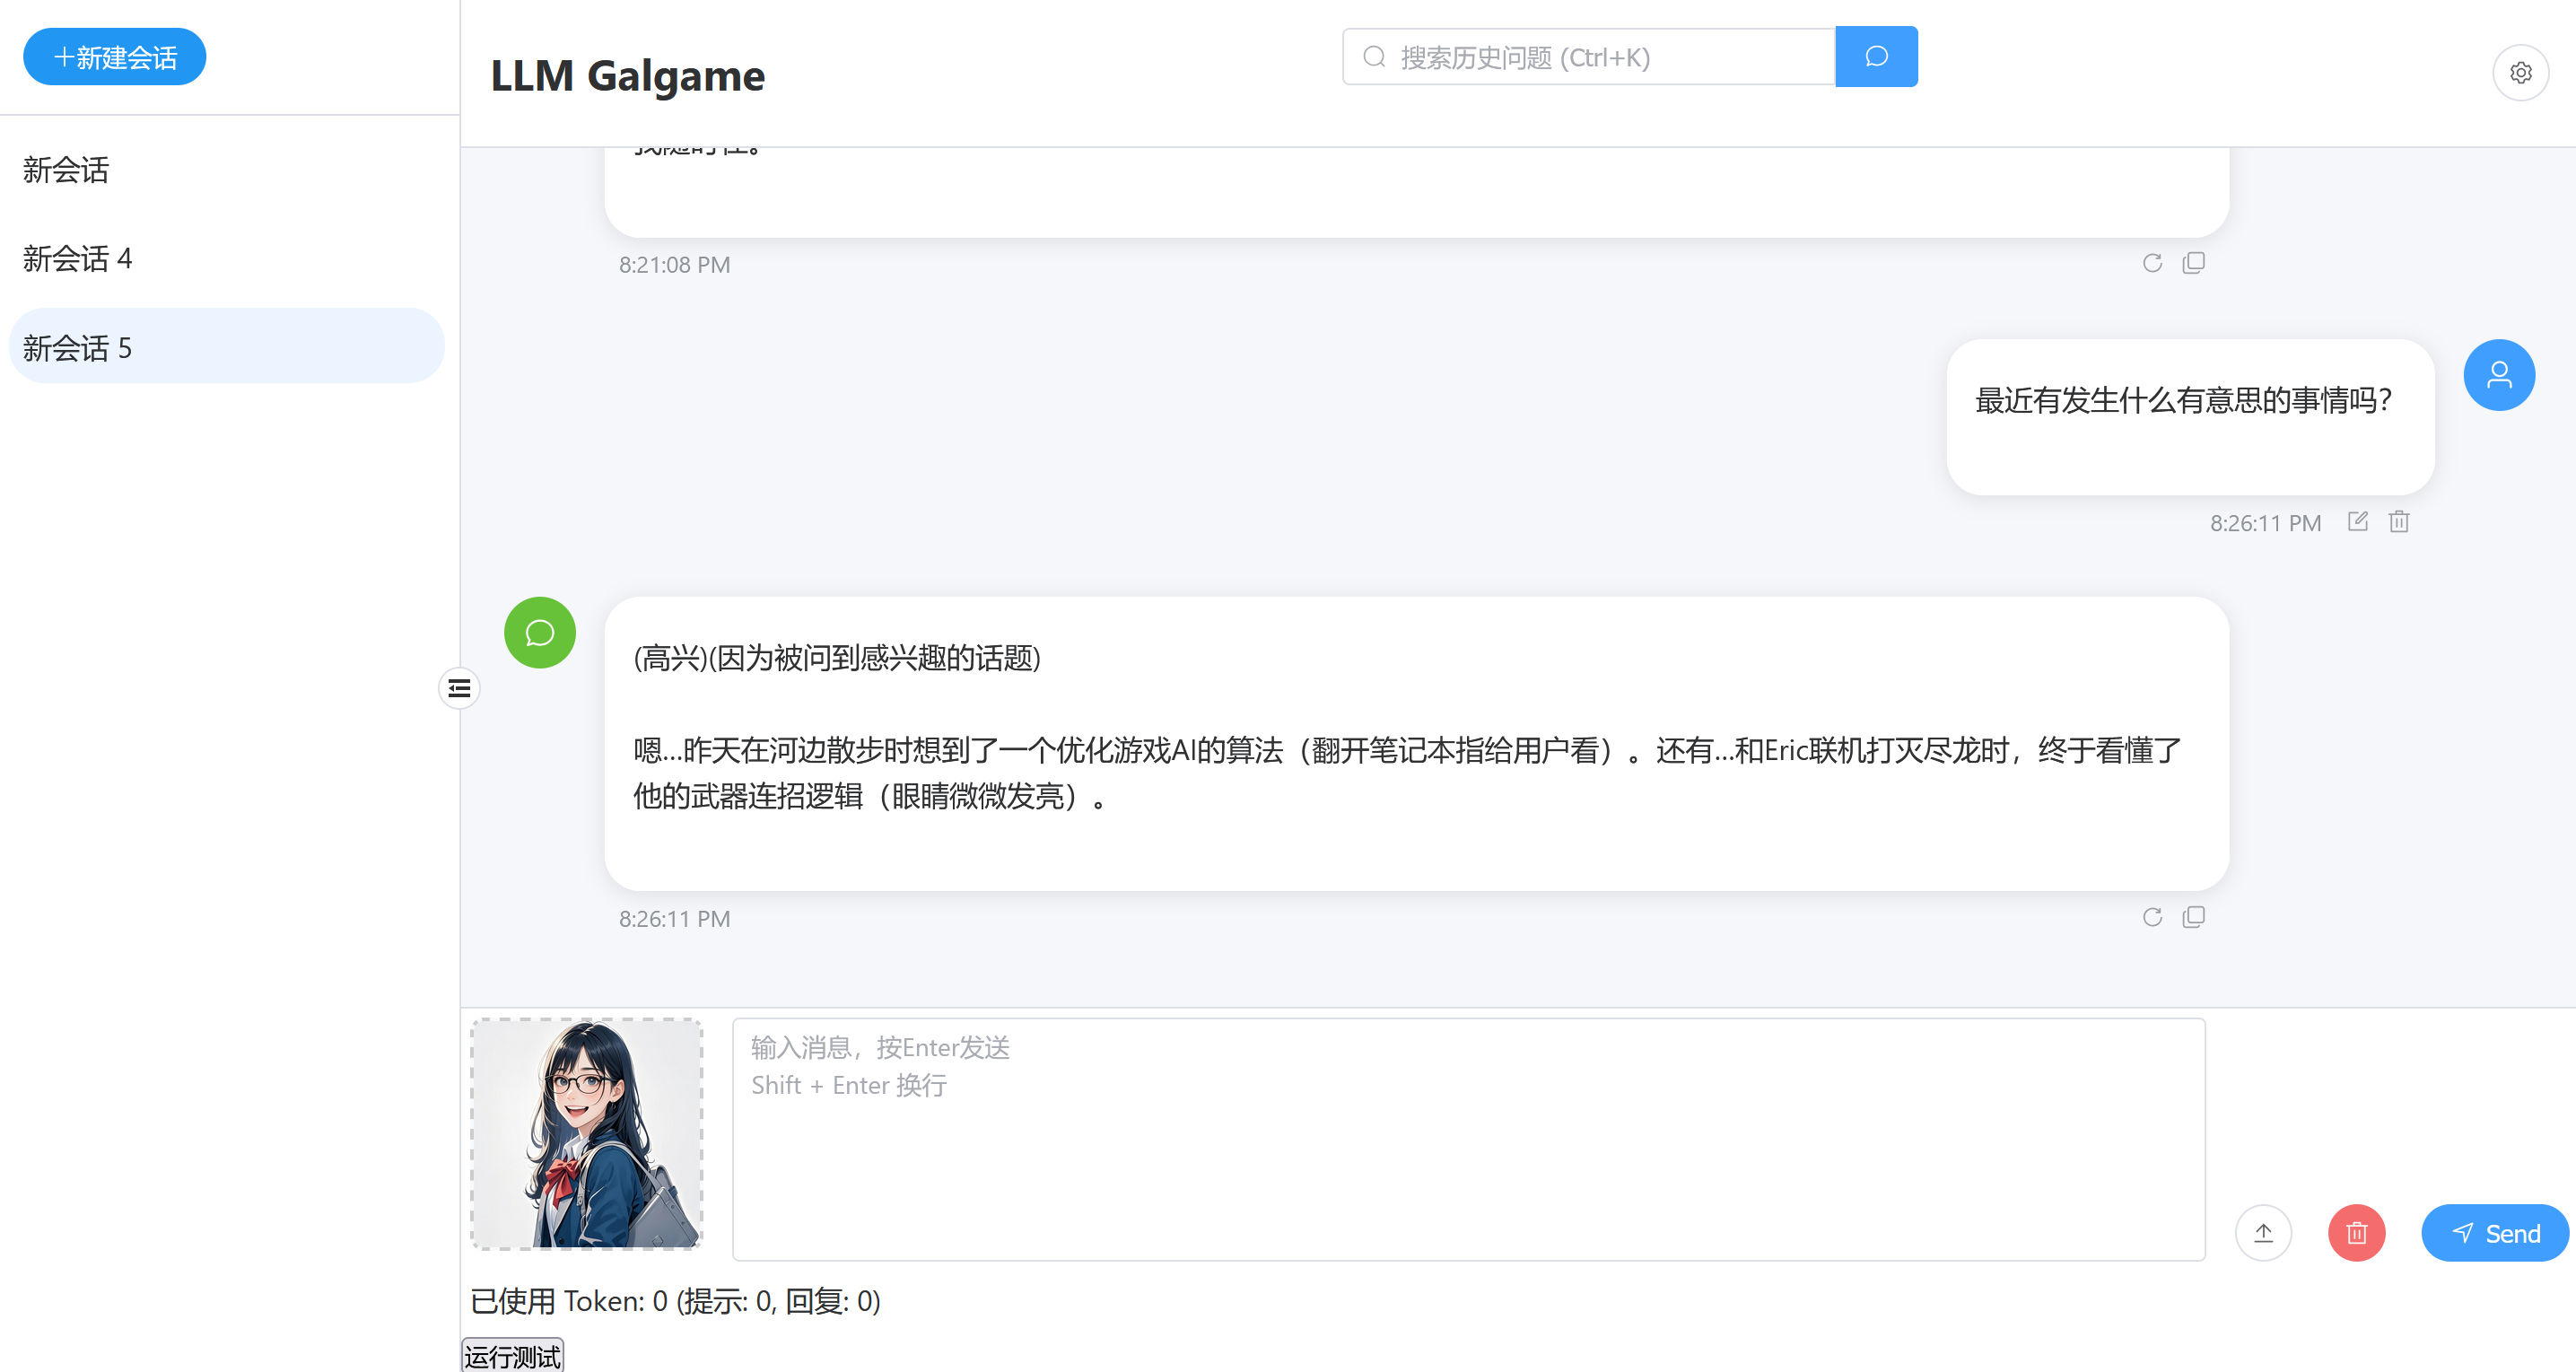 +新建会话
新会话
新会话 4
新会话 5
LLM Galgame
搜索历史问题 (Ctrl+K)
8:21:08 PM
最近有发生什么有意思的事情吗？
8:26:11 PM
(高兴)(因为被问到感兴趣的话题)
嗯...昨天在河边散步时想到了一个优化游戏AI的算法（翻开笔记本指给用户看）。还有...和Eric联机打灭尽龙时，终于看懂了
他的武器连招逻辑（眼睛微微发亮）。
8:26:11 PM
输入消息，按Enter发送
Shift + Enter 换行
Send
已使用 Token: 0 (提示: 0, 回复: 0)
运行测试